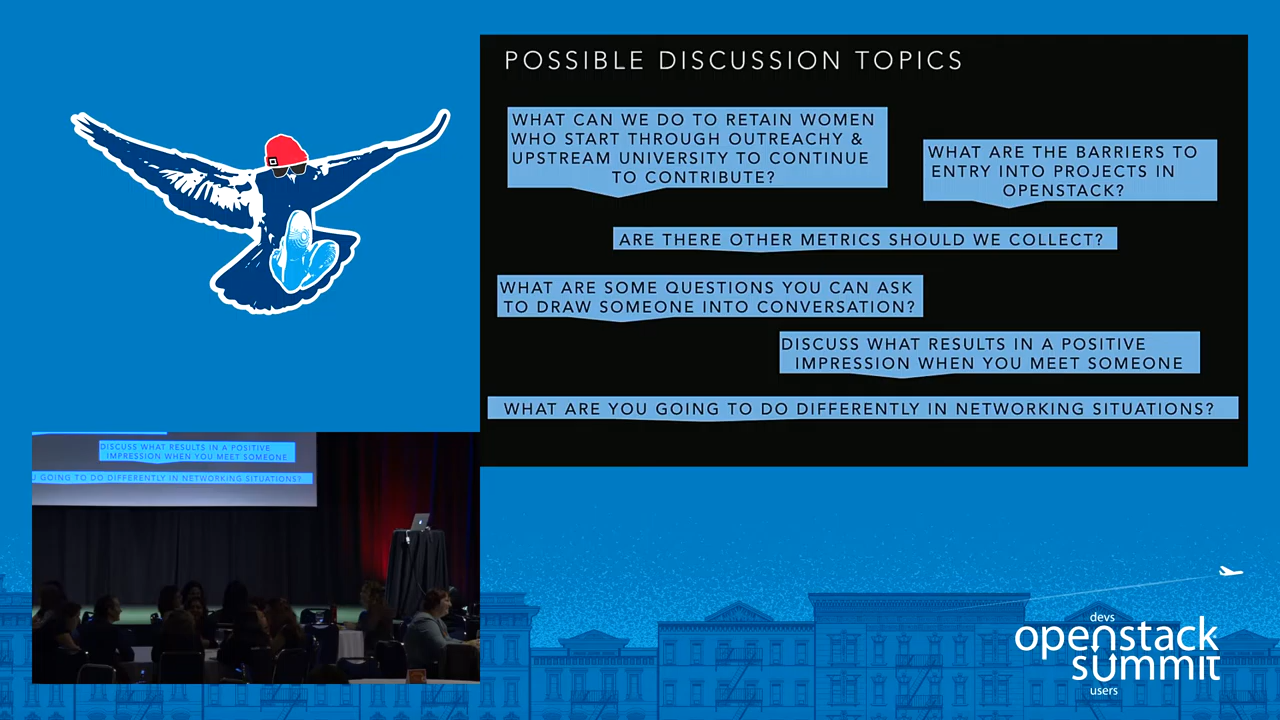 POSSIBLE DISCUSSION TOPICS
WHAT CAN WE DO TO RETAIN WOMEN
WHO START THROUGH OUTREACHY &
UPSTREAM UNIVERSITY TO CONTINUE
TO CONTRIBUTE?
WHAT ARE THE BARRIERS TO
ENTRY INTO PROJECTS IN
OPENSTACK?
ARE THERE OTHER METRICS SHOULD WE COLLECT?
WHAT ARE SOME QUESTIONS YOU CAN ASK
TO DRAW SOMEONE INTO CONVERSATION?
DISCUSS WHAT RESULTS IN A POSITIVE
IMPRESSION WHEN YOU MEET SOMEONE
WHAT ARE YOU GOING TO DO DIFFERENTLY IN NETWORKING SITUATIONS?
DISCUSS WHAT RESULTS IN A POSITIVE
IMPRESSION WHEN YOU MEET SOMEONE
U GOING TO DO DIFFERENTLY IN NETWORKING SITUATIONS?
devs
openstack
summit
users